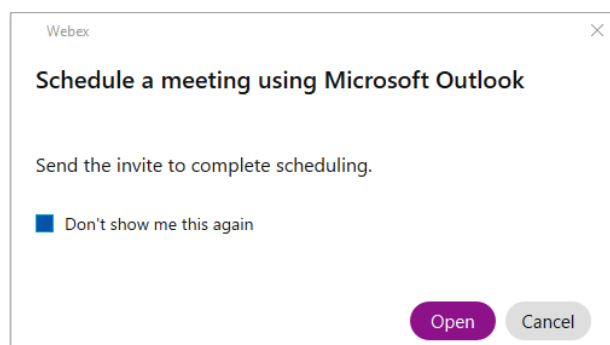 Webex
Schedule a meeting using Microsoft Outlook
Send the invite to complete scheduling.
Don't show me this again
Open Cancel